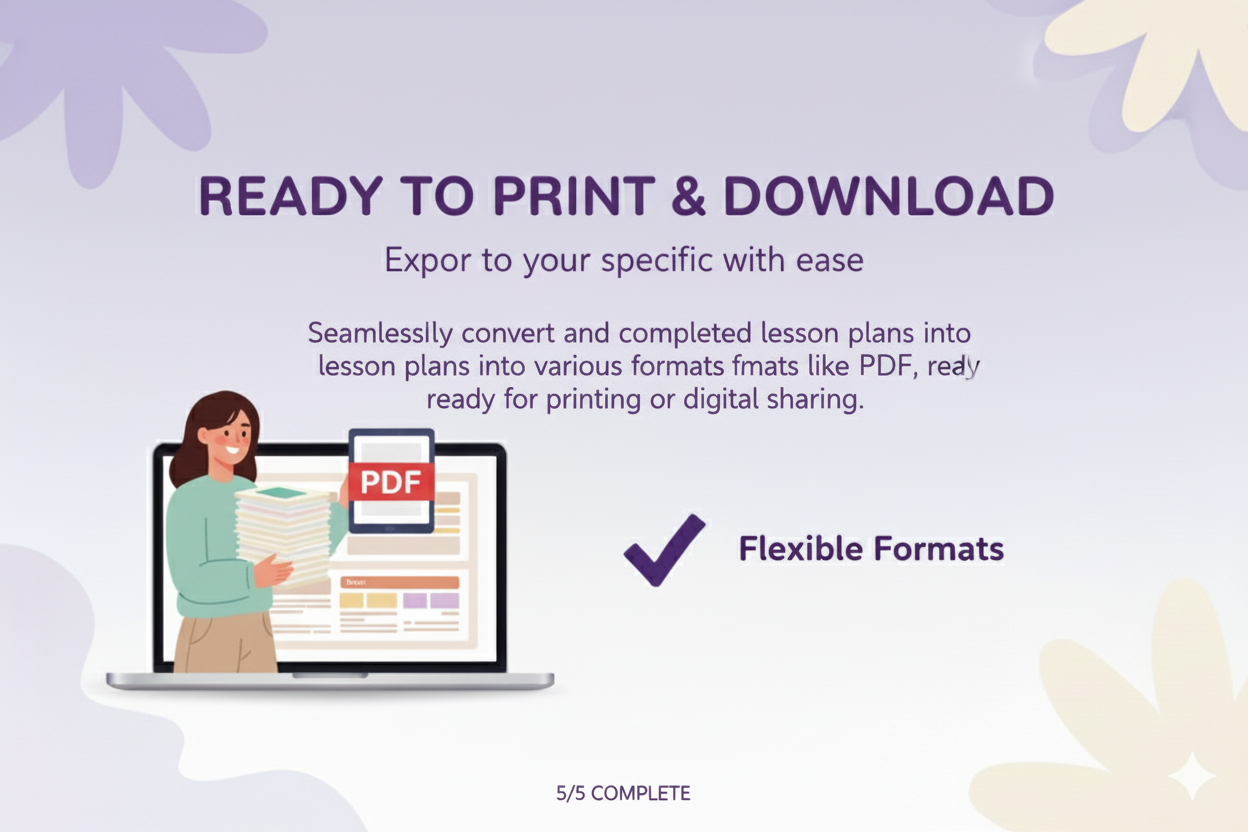 READY TO PRINT & DOWNLOAD
Expor to your specific with ease
Seamlessily convert and completed lesson plans into
lesson plans into various formats fmats like PDF, ready
ready for printing or digital sharing.
PDF
Flexible Formats
5/5 COMPLETE